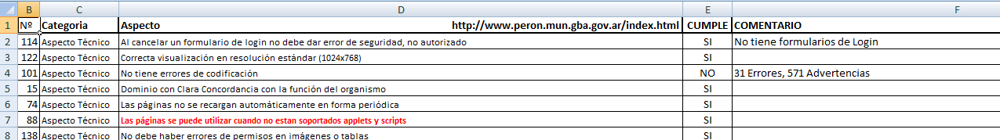 B C D E F
1 Nº Categoria Aspecto http://www.peron.mun.gba.gov.ar/index.html CUMPLE COMENTARIO
2 114 Aspecto Técnico Al cancelar un formulario de login no debe dar error de seguridad, no autorizado SI No tiene formularios de Login
3 122 Aspecto Técnico Correcta visualización en resolución estándar (1024x768) SI
4 101 Aspecto Técnico No tiene errores de codificación NO 31 Errores, 571 Advertencias
5 15 Aspecto Técnico Dominio con Clara Concordancia con la función del organismo SI
6 74 Aspecto Técnico Las páginas no se recargan automáticamente en forma periódica SI
7 88 Aspecto Técnico Las páginas se puede utilizar cuando no estan soportados applets y scripts SI
8 138 Aspecto Técnico No debe haber errores de permisos en imágenes o tablas SI